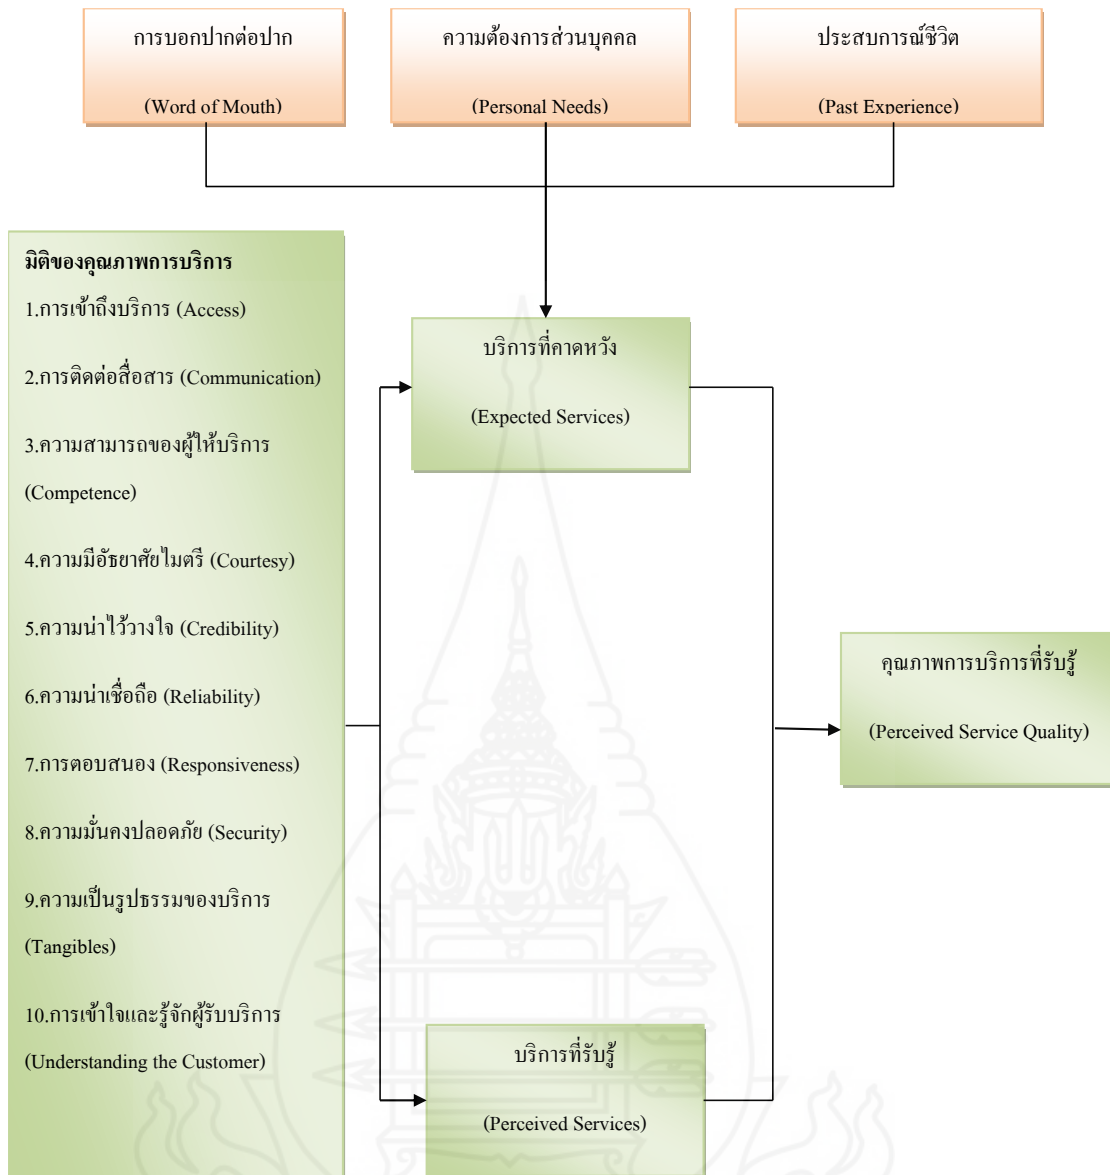 การบอกปากต่อปาก
(Word of Mouth)
ความต้องการส่วนบุคคล
(Personal Needs)
ประสบการณ์ชีวิต
(Past Experience)
มิติของคุณภาพการบริการ
1.การเข้าถึงบริการ (Access)
2.การติดต่อสื่อสาร (Communication)
3.ความสามารถของผู้ให้บริการ
(Competence)
4.ความมีอัธยาศัยไมตรี (Courtesy)
5.ความน่าไว้วางใจ (Credibility)
6.ความน่าเชื่อถือ (Reliability)
7.การตอบสนอง (Responsiveness)
8.ความมั่นคงปลอดภัย (Security)
9.ความเป็นรูปธรรมของบริการ
(Tangibles)
10.การเข้าใจและรู้จักผู้รับบริการ
(Understanding the Customer)
บริการที่คาดหวัง
(Expected Services)
บริการที่รับรู้
(Perceived Services)
คุณภาพการบริการที่รับรู้
(Perceived Service Quality)